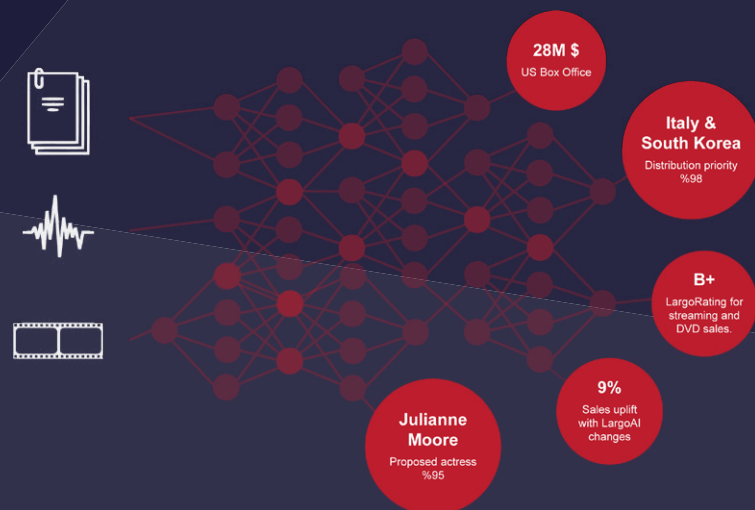 28M $
US Box Office
Italy &
South Korea
Distribution priority
%98
B+
LargoRating for
streaming and
DVD sales.
9%
Sales uplift
with LargoAI
changes
Julianne
Moore
Proposed actress
%95